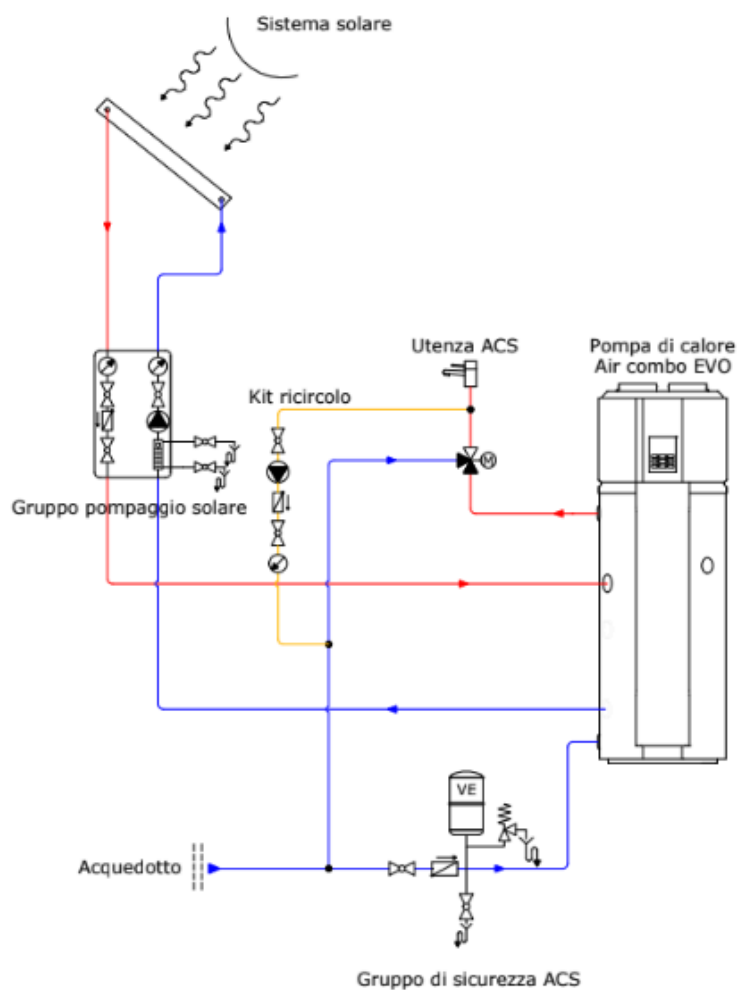 Sistema solare
Utenza ACS
Pompa di calore
Air combo EVO
Kit ricircolo
M
Gruppo pompaggio solare
VE
Acquedotto
Gruppo di sicurezza ACS